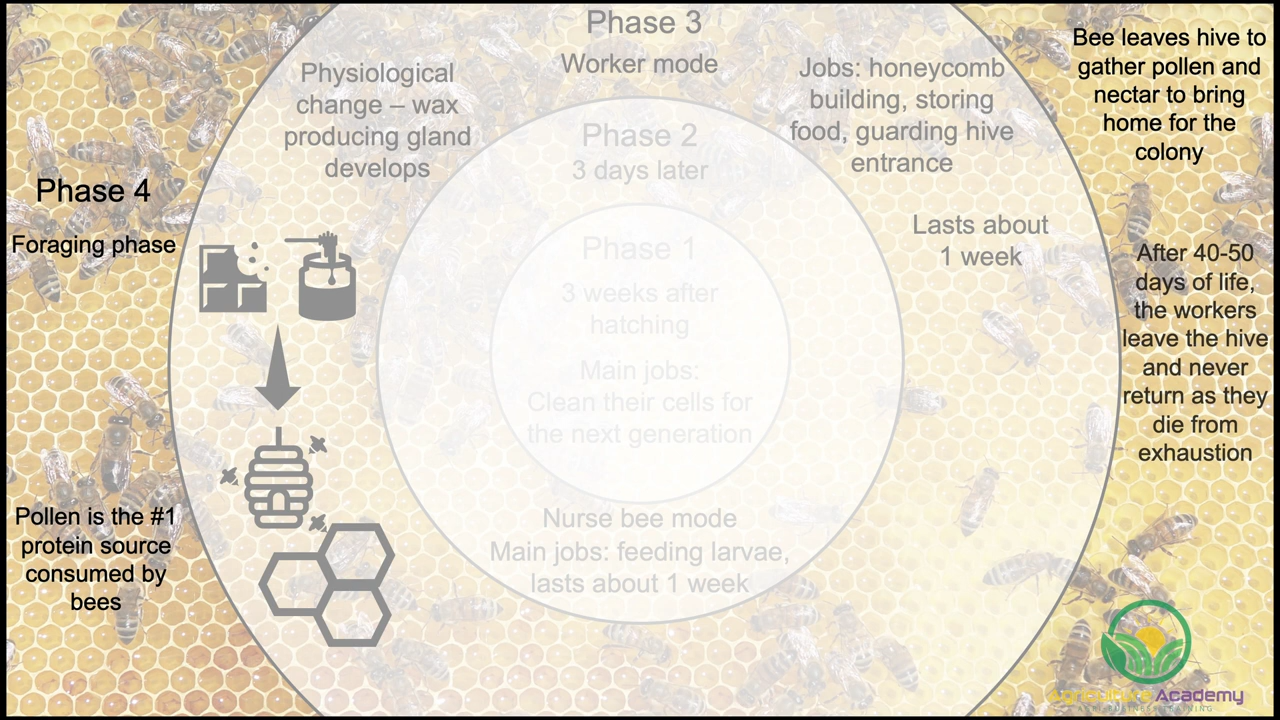 Phase 3
Worker mode
Physiological
change – wax
producing gland
develops
Jobs: honeycomb
building, storing
food, guarding hive
entrance
Lasts about
1 week
Phase 2
3 days later
Phase 1
3 weeks after
hatching
Main jobs:
Clean their cells for
the next generation
Nurse bee mode
Main jobs: feeding larvae,
lasts about 1 week
Phase 4
Foraging phase
Pollen is the #1
protein source
consumed by
bees
Bee leaves hive to
gather pollen and
nectar to bring
home for the
colony
After 40-50
days of life,
the workers
leave the hive
and never
return as they
die from
exhaustion
Agriculture Academy